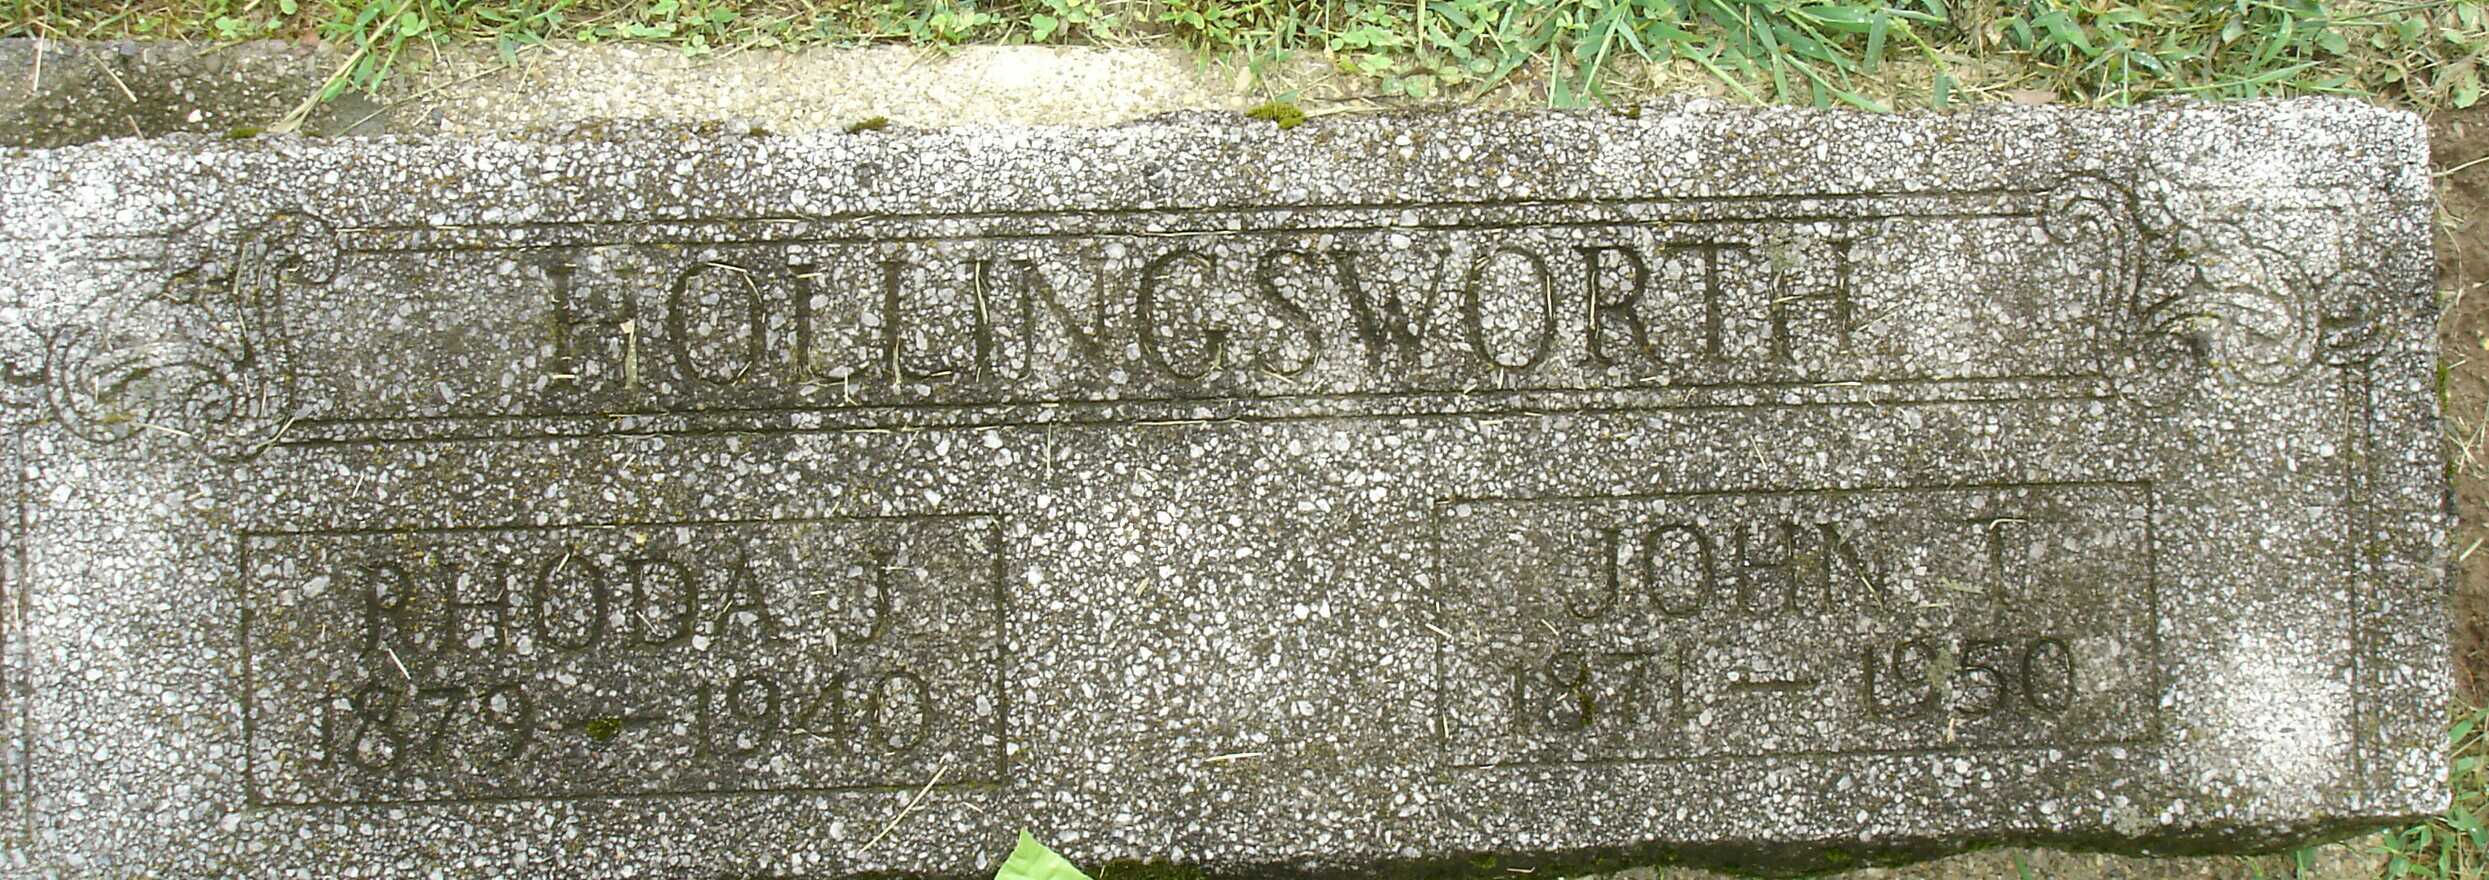 HOLLINGSWORTH
RHODA J
1879 – 1940
JOHN T
1871 – 1950